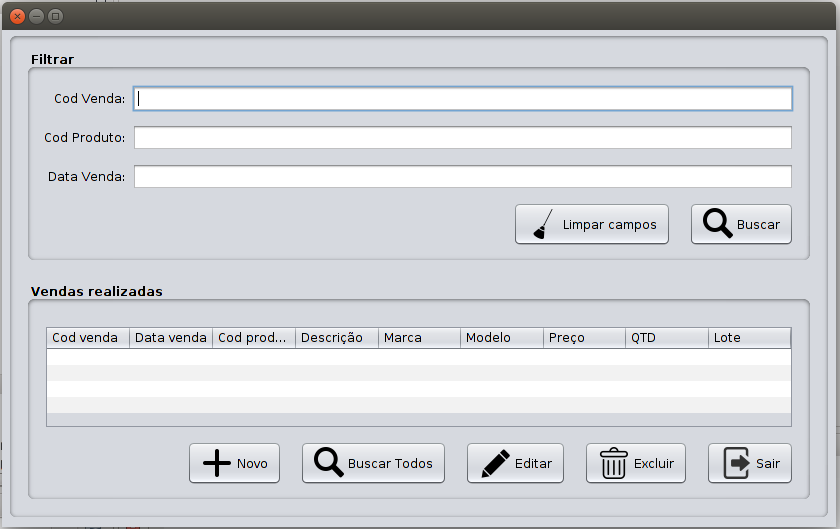 Filtrar
Cod Venda:
Cod Produto:
Data Venda:
Limpar campos Buscar
Vendas realizadas
Cod venda Data venda Cod prod... Descrição Marca Modelo Preço QTD Lote
Novo Buscar Todos Editar Excluir Sair